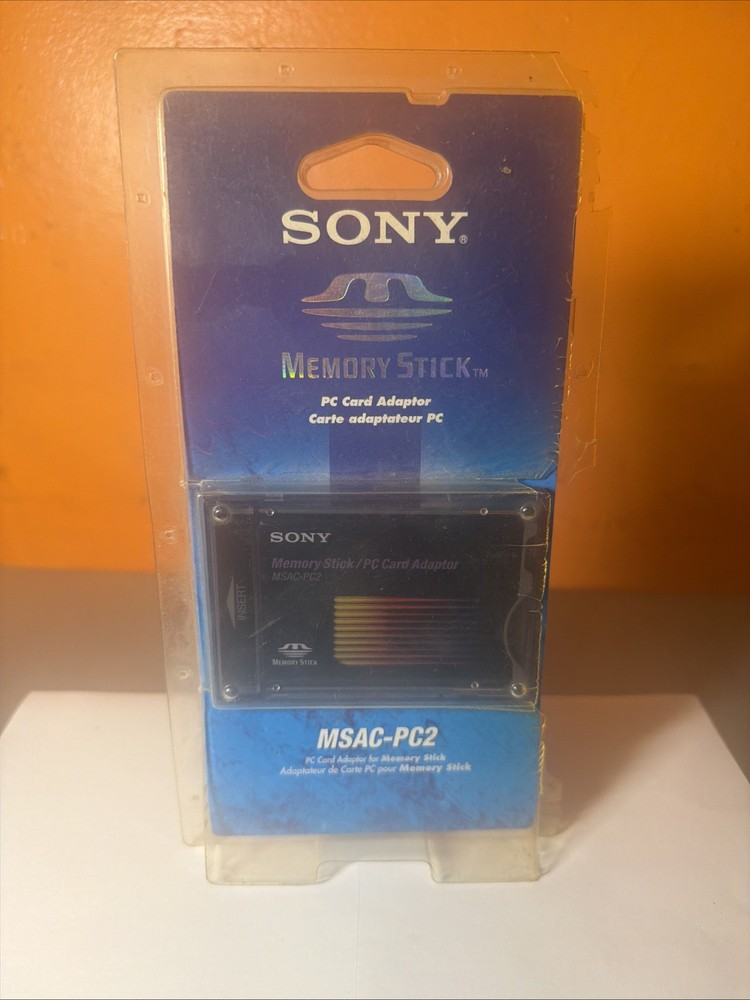 SONY®
MEMORY STICK™
PC Card Adaptor
Carte adaptateur PC
SONY
Memory Stick / PC Card Adaptor
MSAC-PC2
INSERT
MEMORY STICK
MSAC-PC2
PC Card Adaptor for Memory Stick
Adaptateur de Carte PC pour Memory Stick